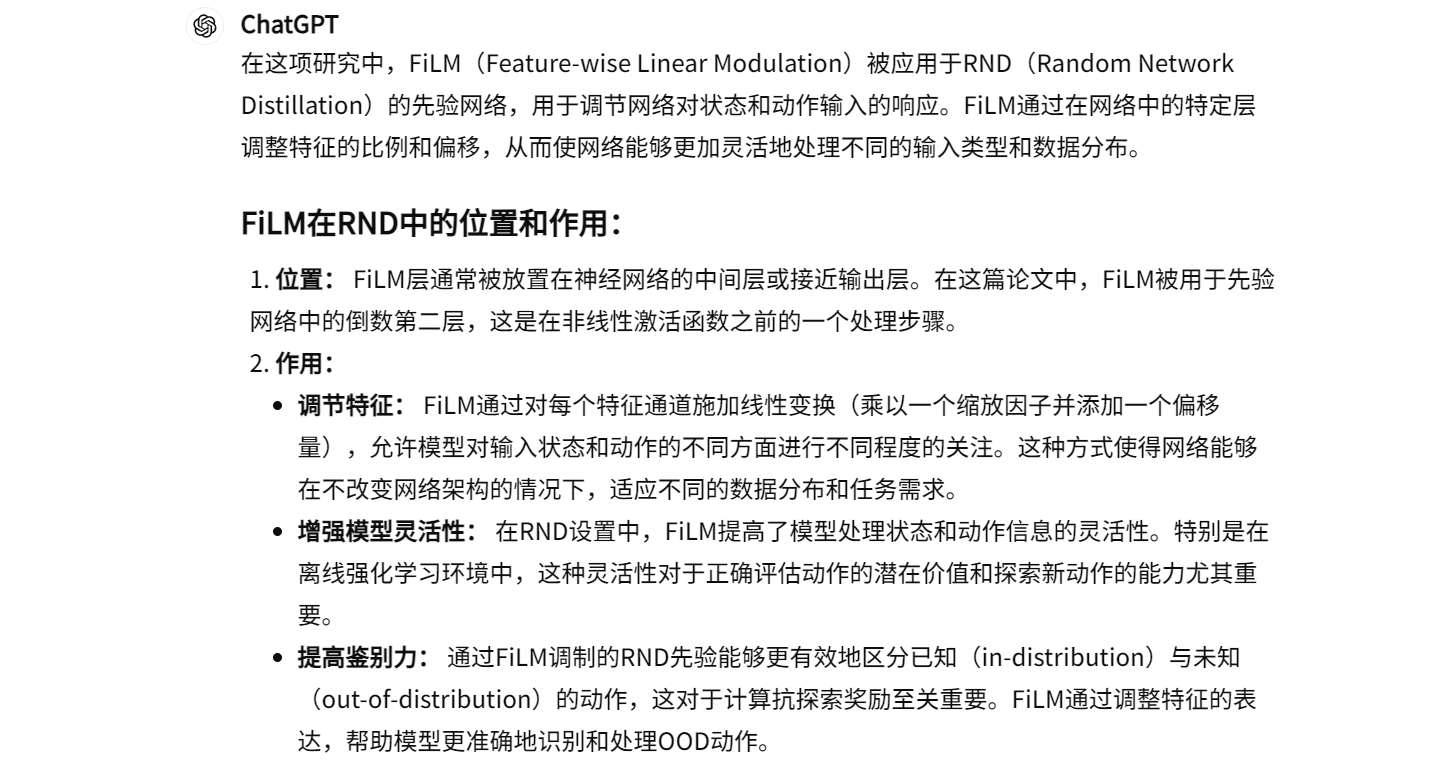 ChatGPT
在这项研究中，FiLM（Feature-wise Linear Modulation）被应用于RND（Random Network
Distillation）的先验网络，用于调节网络对状态和动作输入的响应。FiLM通过在网络中的特定层
调整特征的比例和偏移，从而使网络能够更加灵活地处理不同的输入类型和数据分布。
FiLM在RND中的位置和作用：
1. 位置： FiLM层通常被放置在神经网络的中间层或接近输出层。在这篇论文中，FiLM被用于先验
网络中的倒数第二层，这是在非线性激活函数之前的一个处理步骤。
2. 作用：
• 调节特征： FiLM通过对每个特征通道施加线性变换（乘以一个缩放因子并添加一个偏移
量），允许模型对输入状态和动作的不同方面进行不同程度的关注。这种方式使得网络能够
在不改变网络架构的情况下，适应不同的数据分布和任务需求。
• 增强模型灵活性： 在RND设置中，FiLM提高了模型处理状态和动作信息的灵活性。特别是在
离线强化学习环境中，这种灵活性对于正确评估动作的潜在价值和探索新动作的能力尤其重
要。
• 提高鉴别力： 通过FiLM调制的RND先验能够更有效地区分已知（in-distribution）与未知
（out-of-distribution）的动作，这对于计算抗探索奖励至关重要。FiLM通过调整特征的表
达，帮助模型更准确地识别和处理OOD动作。